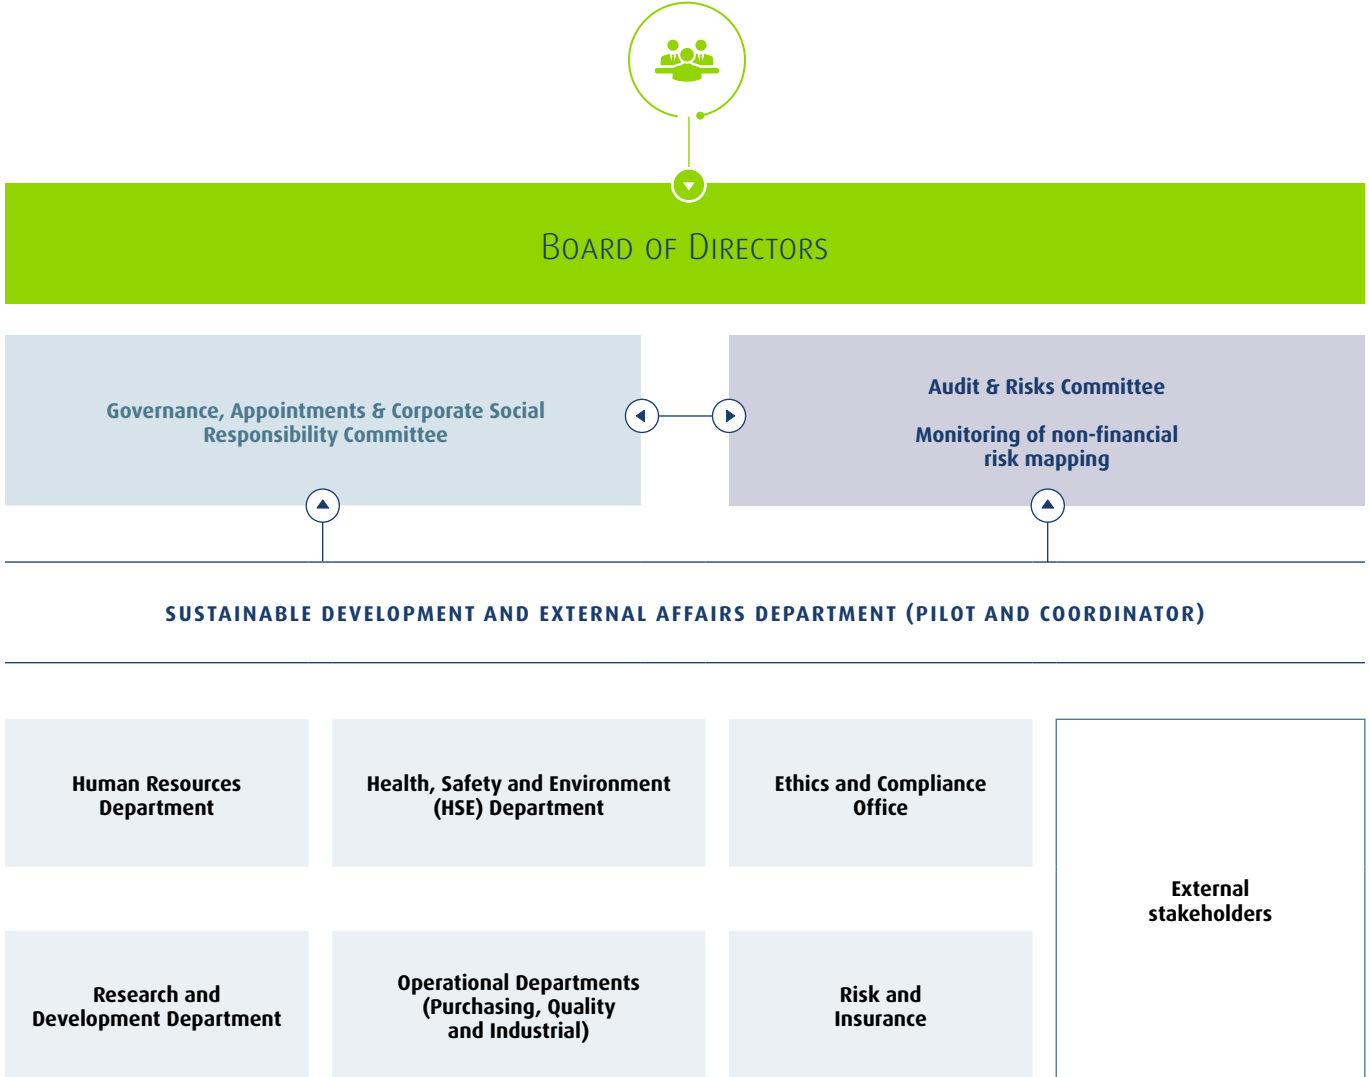 Board of Directors
Governance, Appointments & Corporate Social
Responsibility Committee
Audit & Risks Committee
Monitoring of non-financial
risk mapping
SUSTAINABLE DEVELOPMENT AND EXTERNAL AFFAIRS DEPARTMENT (PILOT AND COORDINATOR)
Human Resources
Department
Health, Safety and Environment
(HSE) Department
Ethics and Compliance
Office
External
stakeholders
Research and
Development Department
Operational Departments
(Purchasing, Quality
and Industrial)
Risk and
Insurance